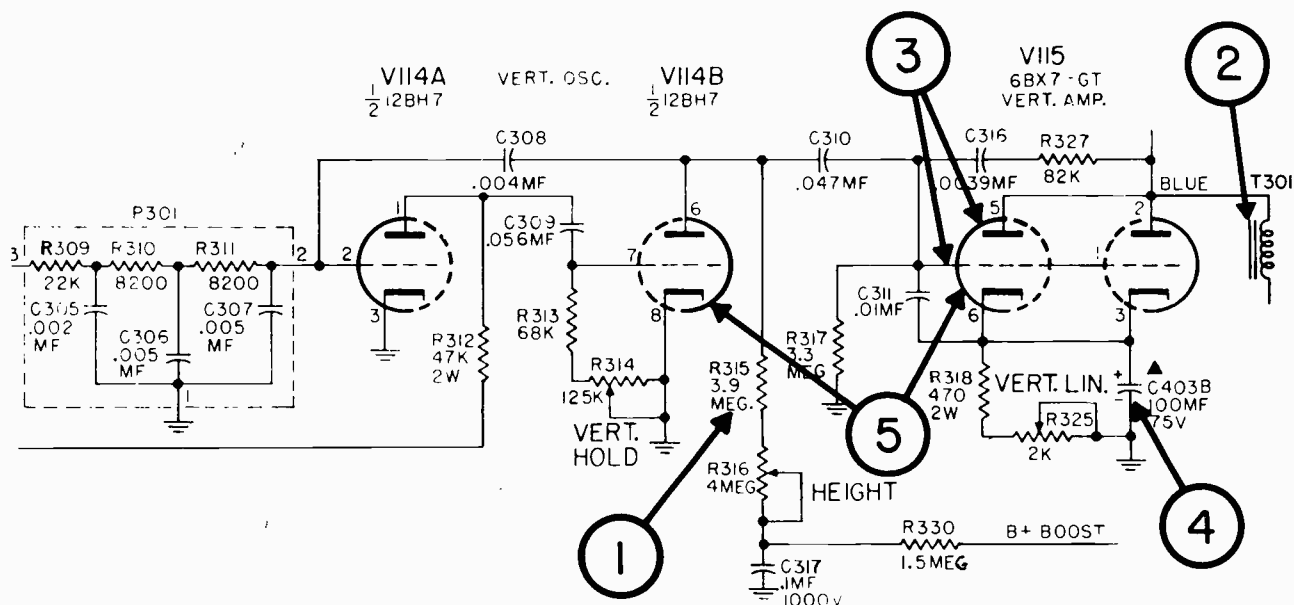 V114A
1/2 12BH7
VERT. OSC.
V114B
1/2 12BH7
3
V115
6BX7-GT
VERT. AMP.
2
C308
.004MF
C310
.047MF
C316
.0039MF
R327
82K
BLUE
T301
P301
3
R309
22K
R310
8200
R311
8200
2
2
1
3
C309
.056MF
7
6
8
5
6
1
2
3
C305
.002
MF
C306
.005
MF
C307
.005
MF
1
R312
47K
2W
R313
68K
R314
125K
VERT.
HOLD
R315
3.9
MEG.
R316
4MEG
HEIGHT
R317
3.3
MEG
C311
.01MF
R318
470
2W
VERT. LIN.
R325
2K
+
-
C403B
100MF
75V
5
1
4
R330
1.5MEG
B+ BOOST
C317
.1MF
1000V